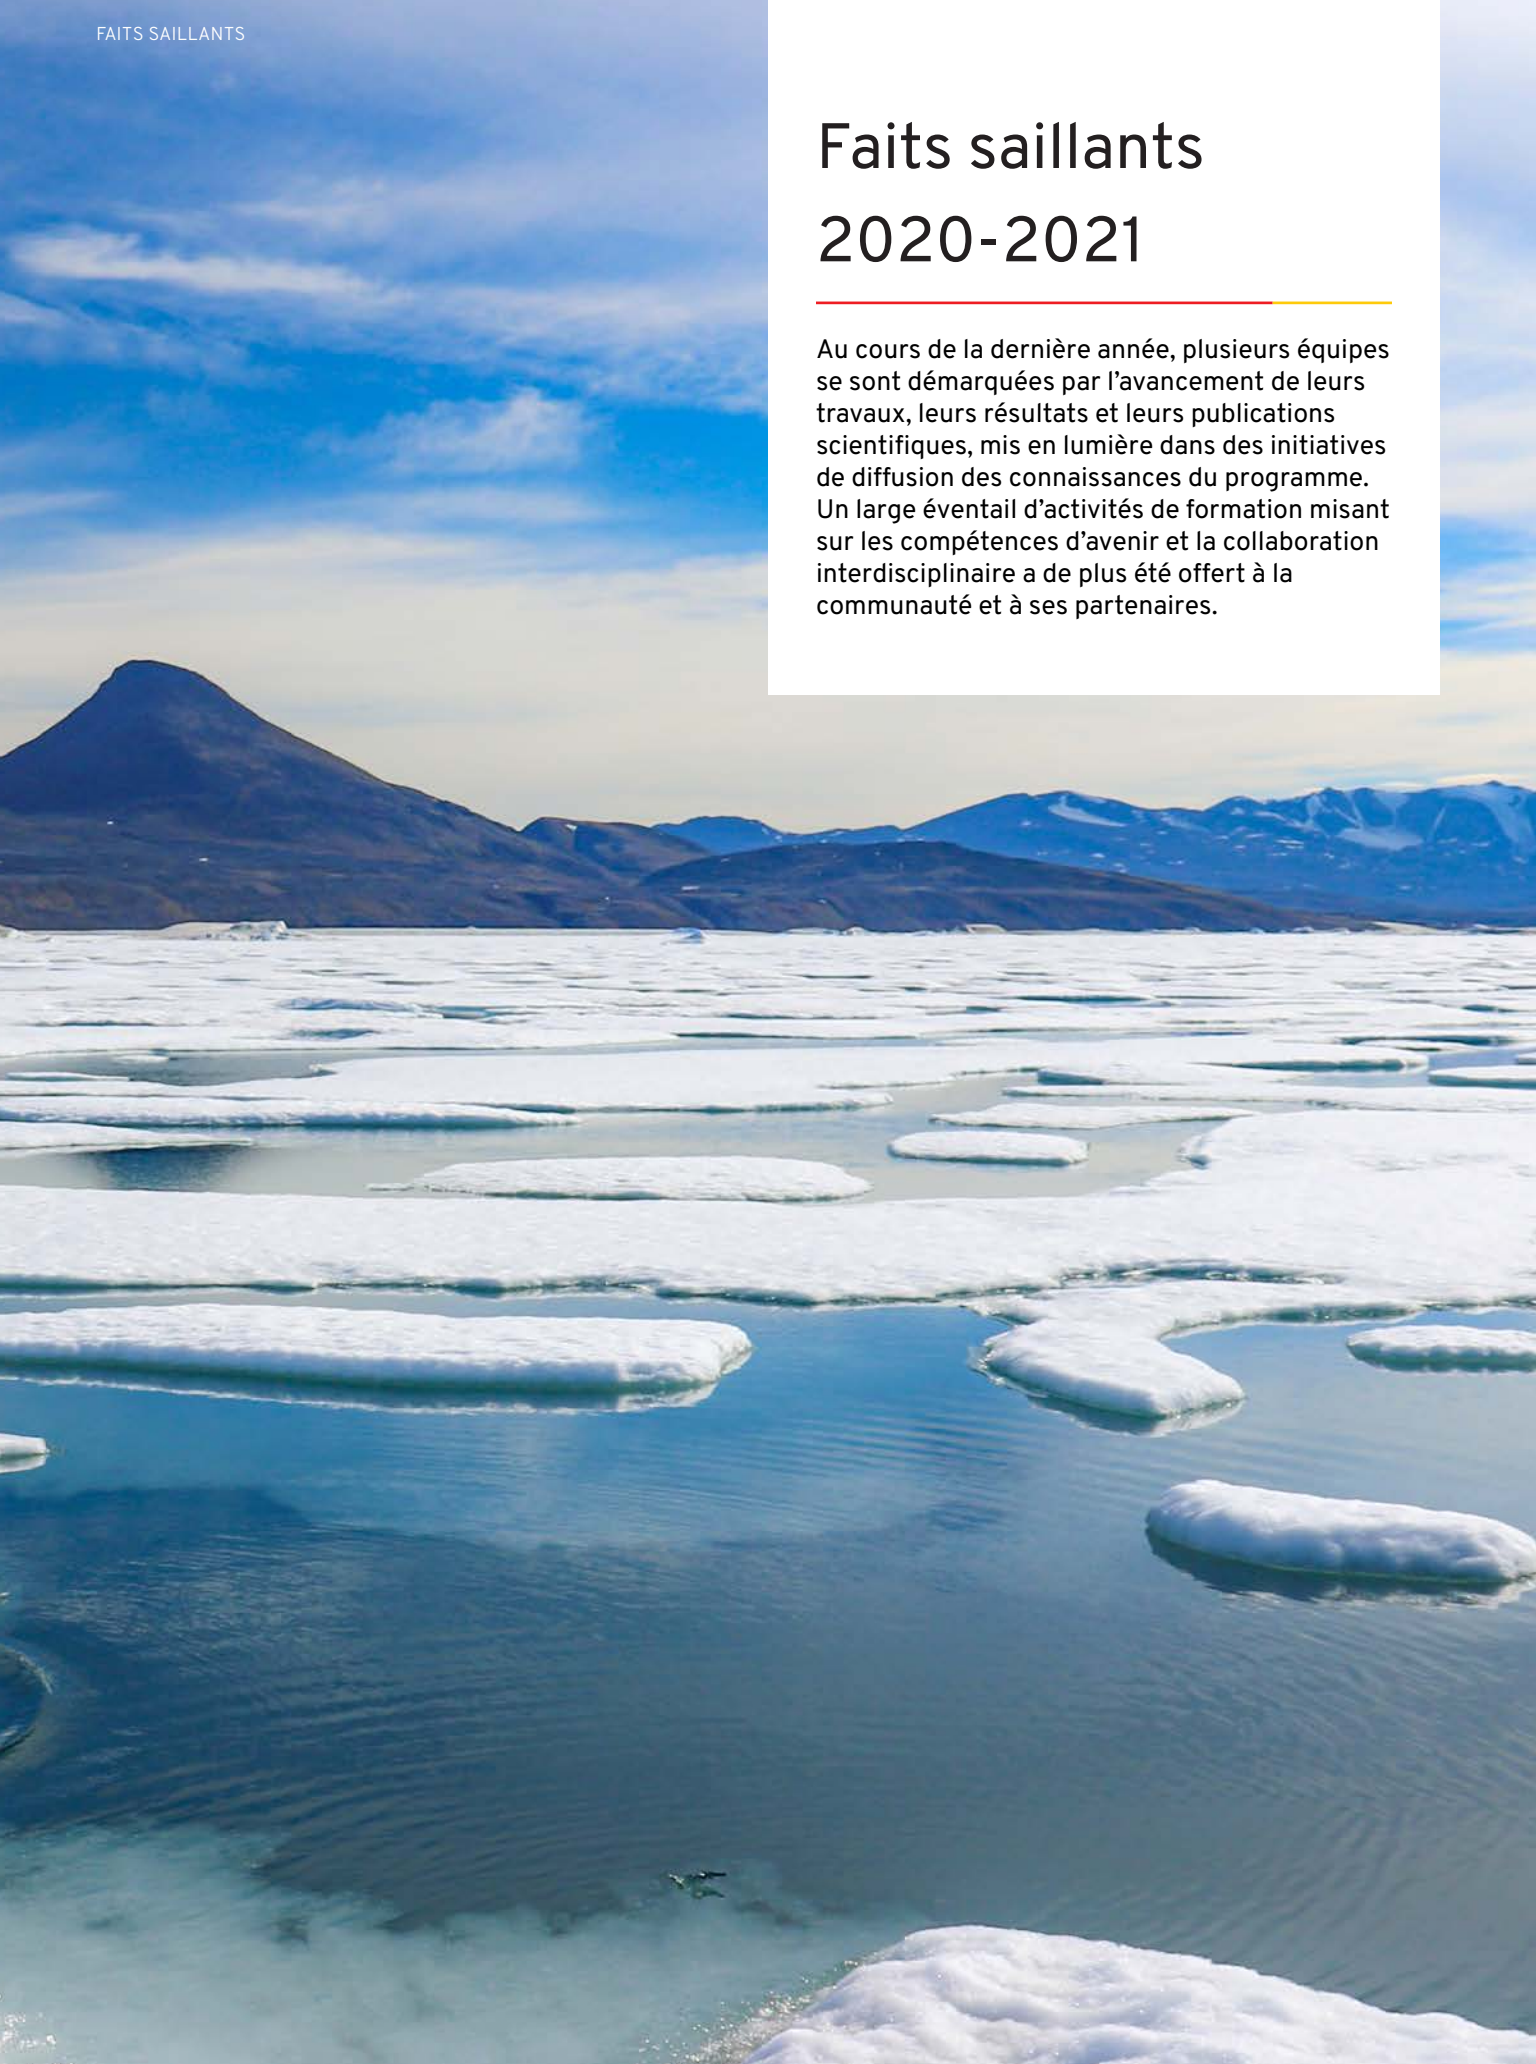 FAITS SAILLANTS
Faits saillants
2020-2021
Au cours de la dernière année, plusieurs équipes
se sont démarquées par l’avancement de leurs
travaux, leurs résultats et leurs publications
scientifiques, mis en lumière dans des initiatives
de diffusion des connaissances du programme.
Un large éventail d’activités de formation misant
sur les compétences d’avenir et la collaboration
interdisciplinaire a de plus été offert à la
communauté et à ses partenaires.